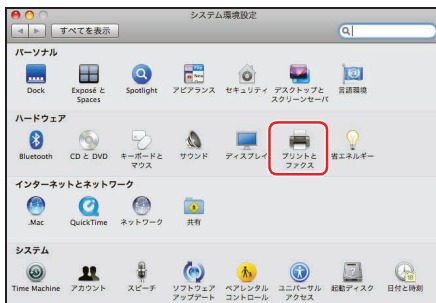 システム環境設定
すべてを表示
パーソナル
Dock
Exposé と
Spaces
Spotlight
アピアランス
セキュリティ
デスクトップと
スクリーンセーバ
言語環境
ハードウェア
Bluetooth
CD と DVD
キーボードと
マウス
サウンド
ディスプレイ
プリントと
ファクス
省エネルギー
インターネットとネットワーク
.Mac
QuickTime
ネットワーク
共有
システム
Time Machine
アカウント
スピーチ
ソフトウェア
アップデート
ペアレンタル
コントロール
ユニバーサル
アクセス
起動ディスク
日付と時刻